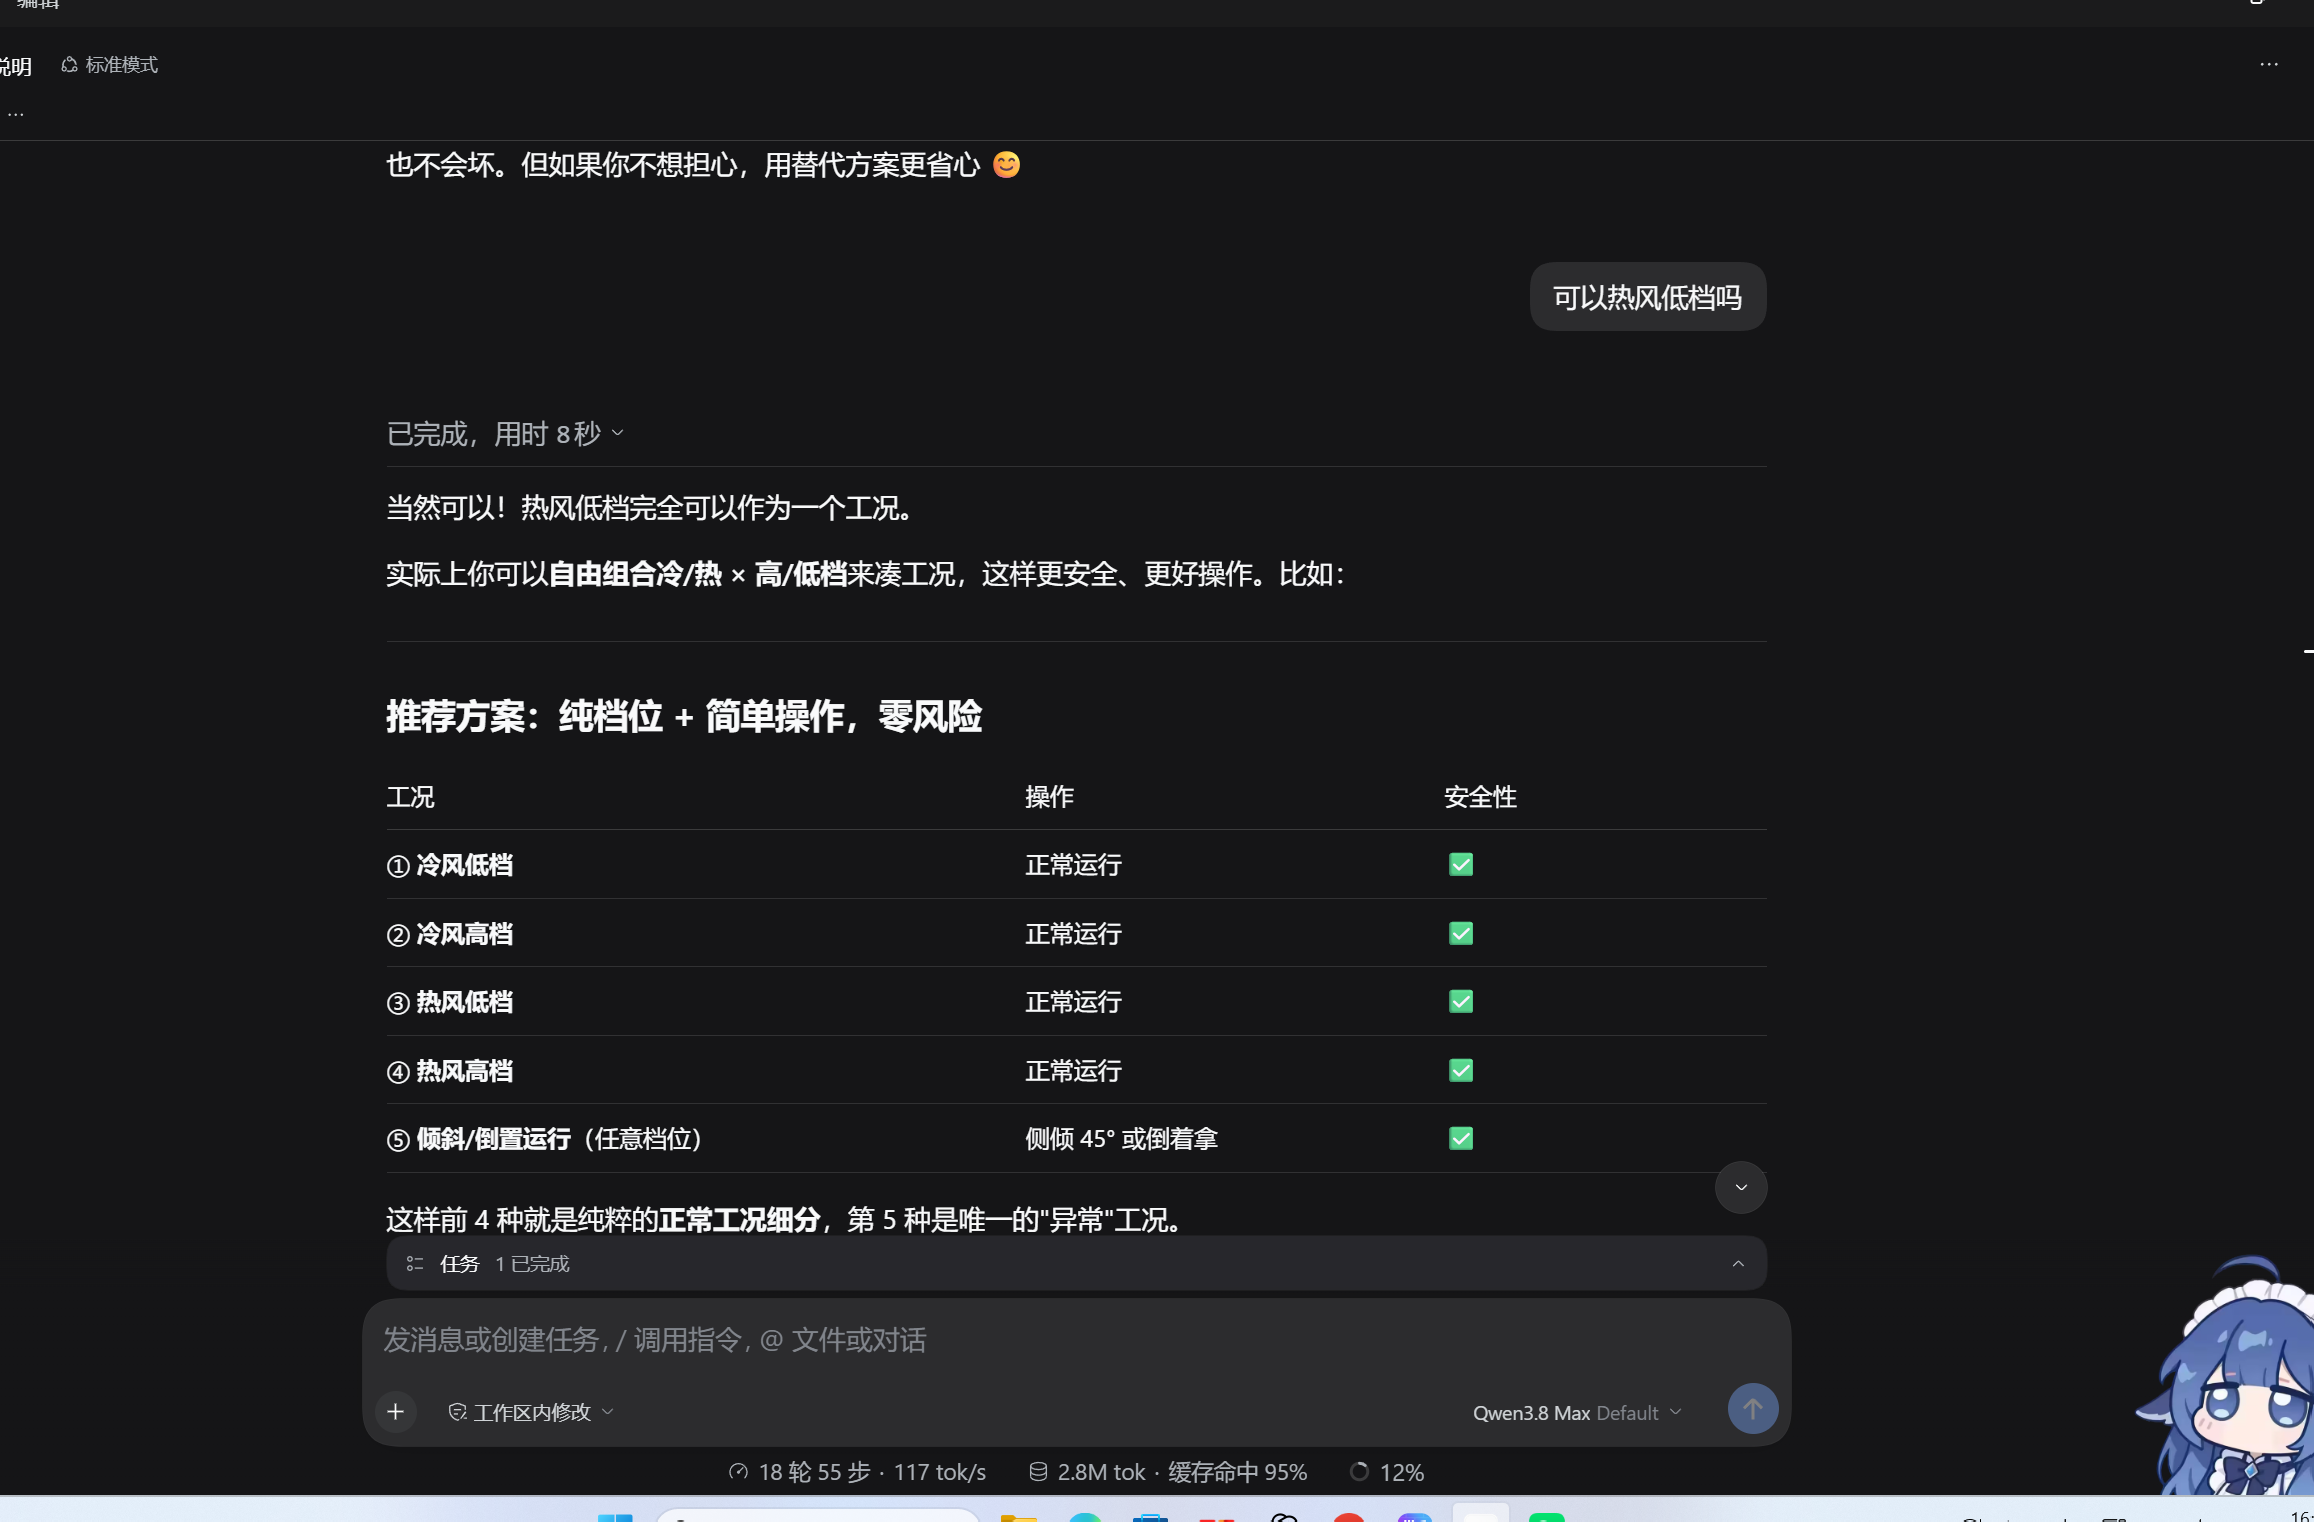 编辑
说明 标准模式 ...
...
也不会坏。但如果你不想担心，用替代方案更省心 😊
可以热风低档吗
已完成，用时 8秒
当然可以！热风低档完全可以作为一个工况。
实际上你可以自由组合冷/热 × 高/低档来凑工况，这样更安全、更好操作。比如：
推荐方案：纯档位 + 简单操作，零风险
工况 操作 安全性
① 冷风低档 正常运行 ✅
② 冷风高档 正常运行 ✅
③ 热风低档 正常运行 ✅
④ 热风高档 正常运行 ✅
⑤ 倾斜/倒置运行（任意档位） 侧倾 45° 或倒着拿 ✅
这样前 4 种就是纯粹的正常工况细分，第 5 种是唯一的"异常"工况。
任务 1 已完成
发消息或创建任务, / 调用指令, @ 文件或对话
工作区内修改 Qwen3.8 Max Default
18 轮 55 步 · 117 tok/s 2.8M tok · 缓存命中 95% 12%